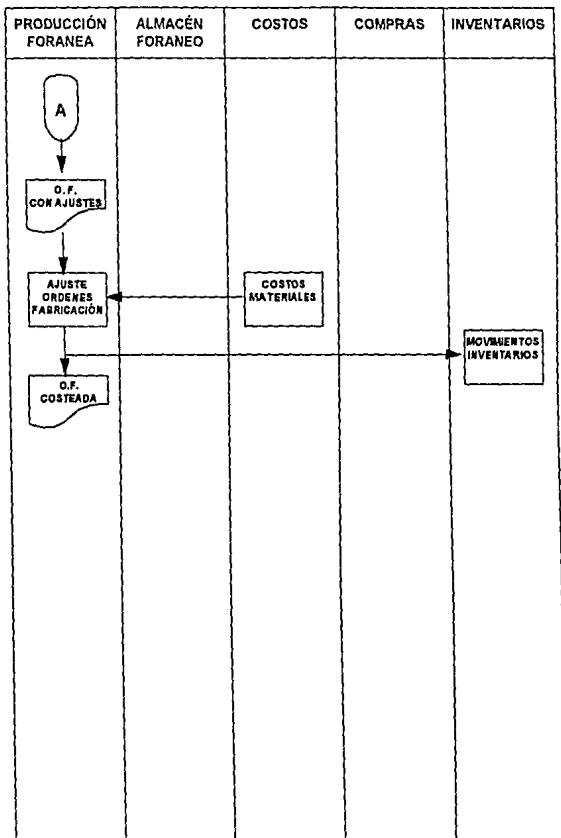 PRODUCCIÓN
FORANEA
ALMACÉN
FORANEO
COSTOS
COMPRAS
INVENTARIOS
A
O.F.
CON AJUSTES
AJUSTE
ORDENES
FABRICACIÓN
COSTOS
MATERIALES
MOVIMIENTOS
INVENTARIOS
O.F.
COSTEADA